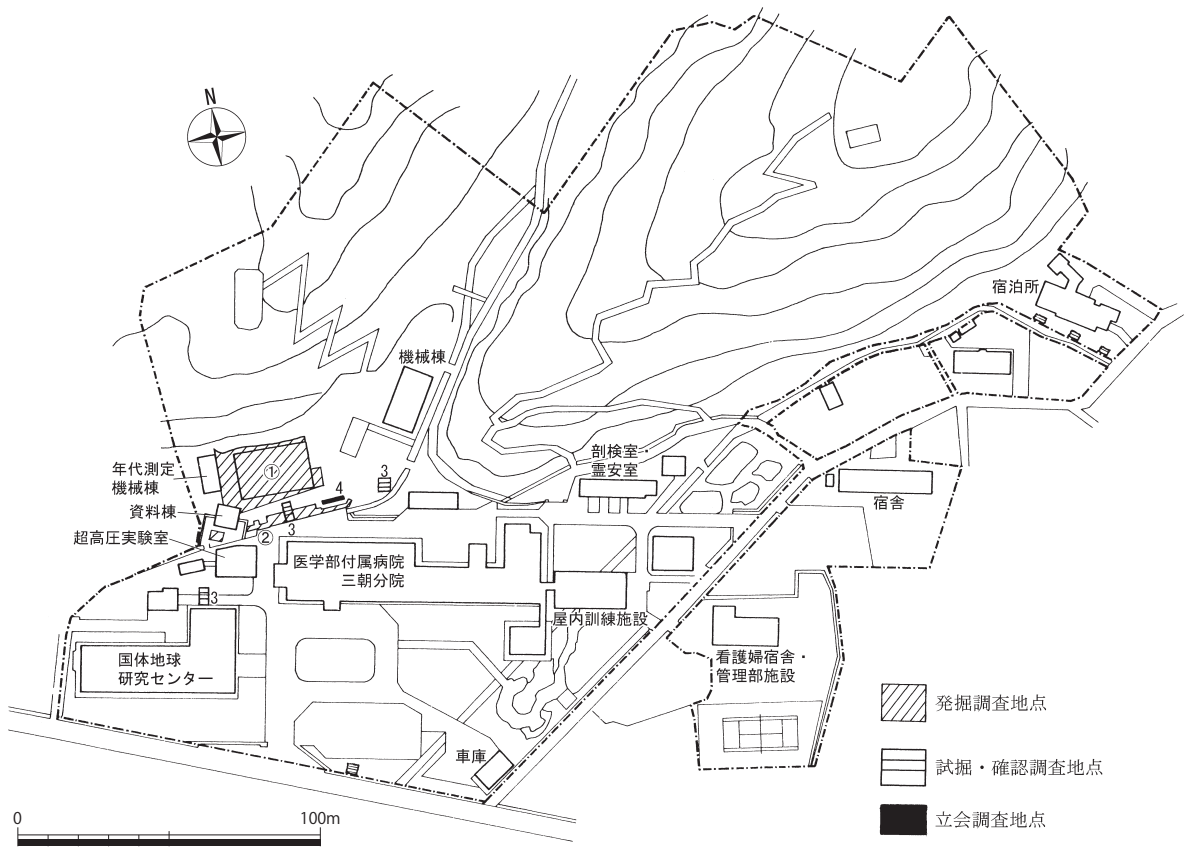 N
宿泊所
機械棟
剖検室・
霊安室
年代測定
機械棟
①
3
4
資料棟
3
宿舎
超高圧実験室
②
医学部付属病院
三朝分院
3
屋内訓練施設
国体地球
研究センター
看護婦宿舎・
管理部施設
車庫
発掘調査地点
試掘・確認調査地点
立会調査地点
0
100m